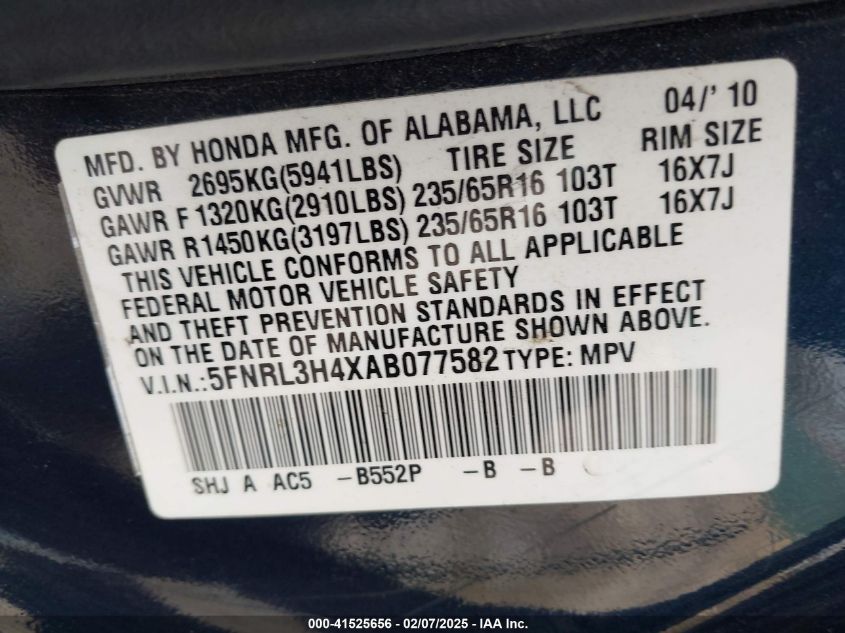 MFD. BY HONDA MFG. OF ALABAMA, LLC 04/' 10
GVWR 2695KG(5941LBS) TIRE SIZE RIM SIZE
GAWR F 1320KG(2910LBS) 235/65R16 103T 16X7J
GAWR R1450KG(3197LBS) 235/65R16 103T 16X7J
THIS VEHICLE CONFORMS TO ALL APPLICABLE
FEDERAL MOTOR VEHICLE SAFETY
AND THEFT PREVENTION STANDARDS IN EFFECT
ON THE DATE OF MANUFACTURE SHOWN ABOVE.
V.I.N.:5FNRL3H4XAB077582 TYPE: MPV
SHJ A AC5 -B552P -B -B
000-41525656 - 02/07/2025 - IAA Inc.